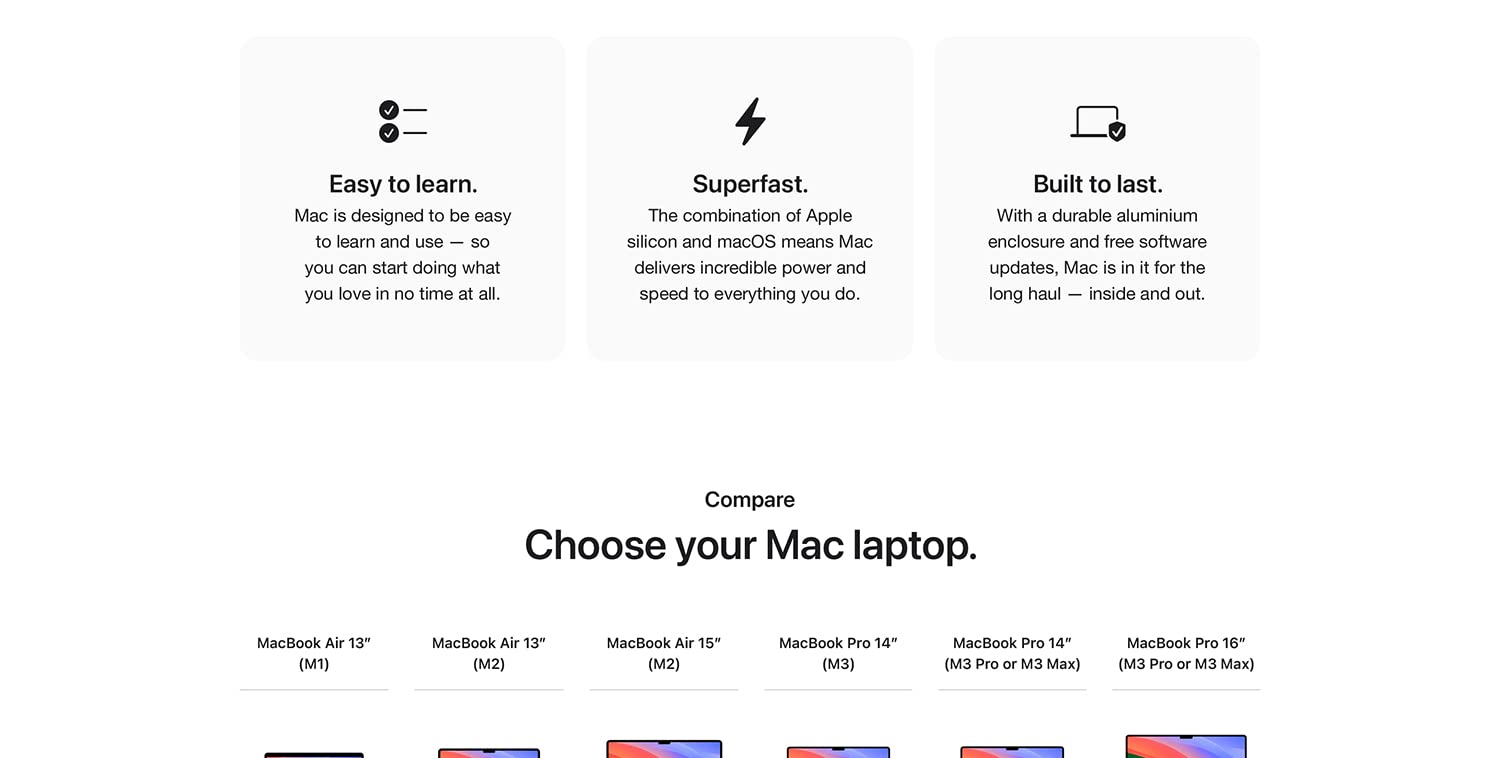 Easy to learn.
Mac is designed to be easy
to learn and use — so
you can start doing what
you love in no time at all.
Superfast.
The combination of Apple
silicon and macOS means Mac
delivers incredible power and
speed to everything you do.
Built to last.
With a durable aluminium
enclosure and free software
updates, Mac is in it for the
long haul — inside and out.
Compare
Choose your Mac laptop.
MacBook Air 13”
(M1)
MacBook Air 13”
(M2)
MacBook Air 15”
(M2)
MacBook Pro 14”
(M3)
MacBook Pro 14”
(M3 Pro or M3 Max)
MacBook Pro 16”
(M3 Pro or M3 Max)